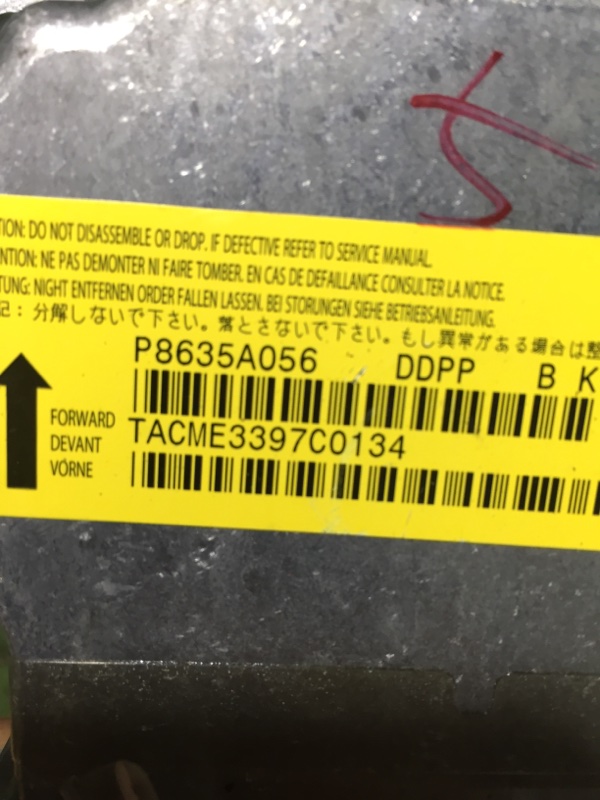 TION: DO NOT DISASSEMBLE OR DROP. IF DEFECTIVE REFER TO SERVICE MANUAL.
NTION: NE PAS DEMONTER NI FAIRE TOMBER. EN CAS DE DEFAILLANCE CONSULTER LA NOTICE.
TUNG: NIGHT ENTFERNEN ORDER FALLEN LASSEN. BEI STORUNGEN SIEHE BETRIEBSANLEITUNG.
記：分解しないで下さい。落とさないで下さい。もし異常がある場合は整
P8635A056 DDPP B K
TACME3397C0134
FORWARD
DEVANT
VÖRNE